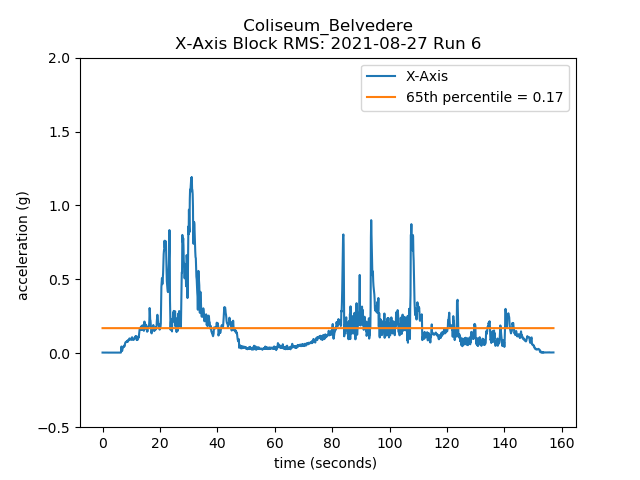 Coliseum_Belvedere
X-Axis Block RMS: 2021-08-27 Run 6
X-Axis
65th percentile = 0.17
2.0
1.5
1.0
0.5
0.0
−0.5
acceleration (g)
0 20 40 60 80 100 120 140 160
time (seconds)